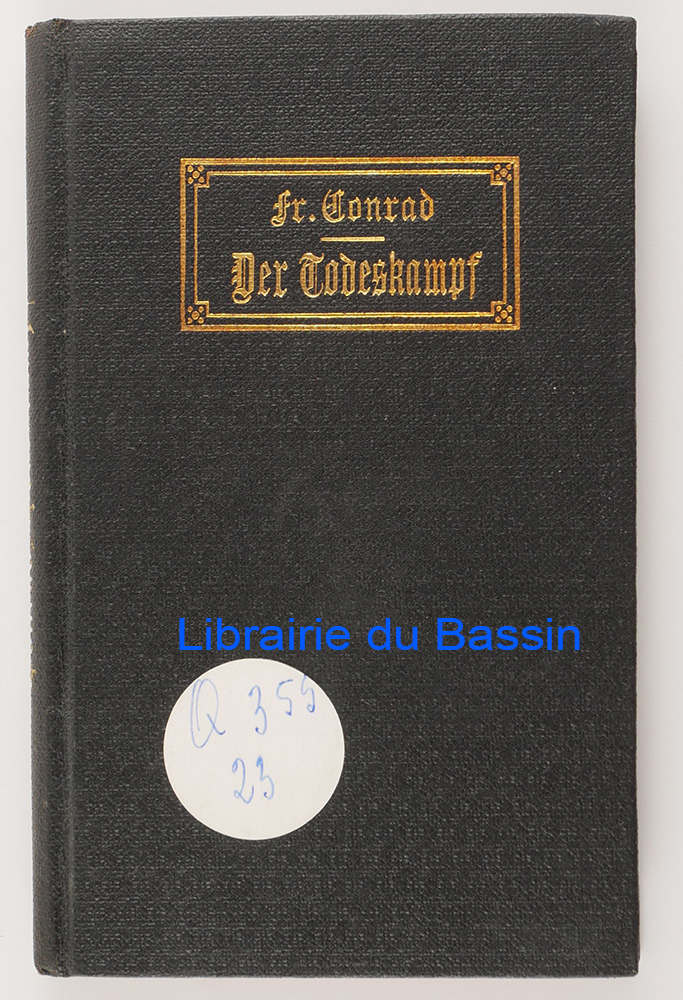 Fr. Conrad
Der Todeskampf
Librairie du Bassin
Q 355
23